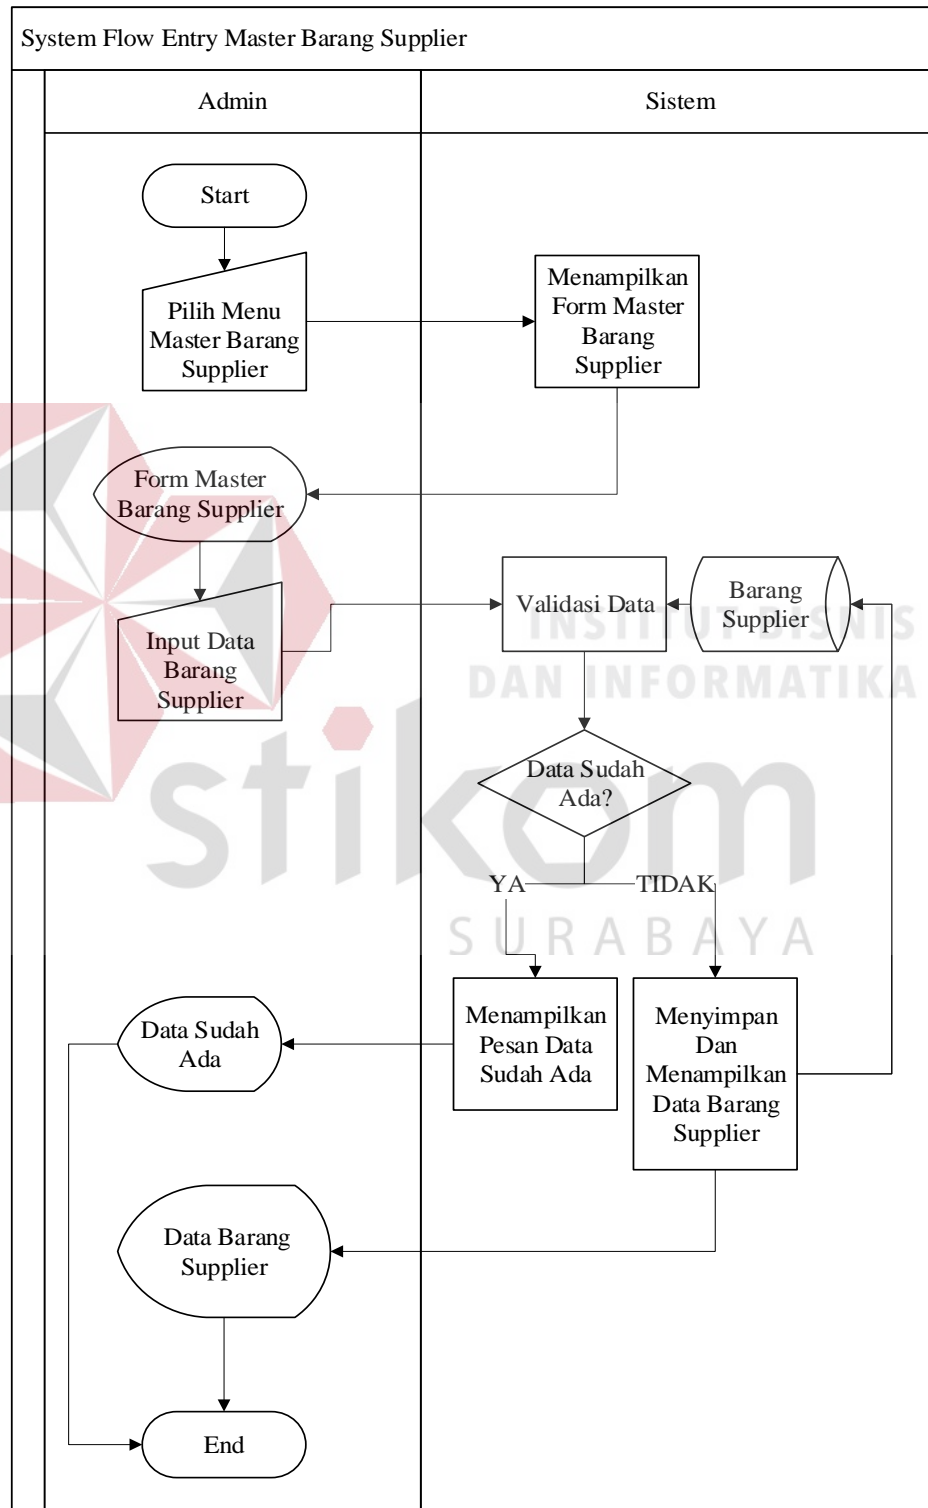 System Flow Entry Master Barang Supplier
Admin
Sistem
Start
Pilih Menu
Master Barang
Supplier
Menampilkan
Form Master
Barang
Supplier
Form Master
Barang Supplier
Input Data
Barang
Supplier
Validasi Data
Barang
Supplier
INSTITUT BISNIS
DAN INFORMATIKA
stikom
SURABAYA
Data Sudah
Ada?
YA
TIDAK
Data Sudah
Ada
Menampilkan
Pesan Data
Sudah Ada
Menyimpan
Dan
Menampilkan
Data Barang
Supplier
Data Barang
Supplier
End